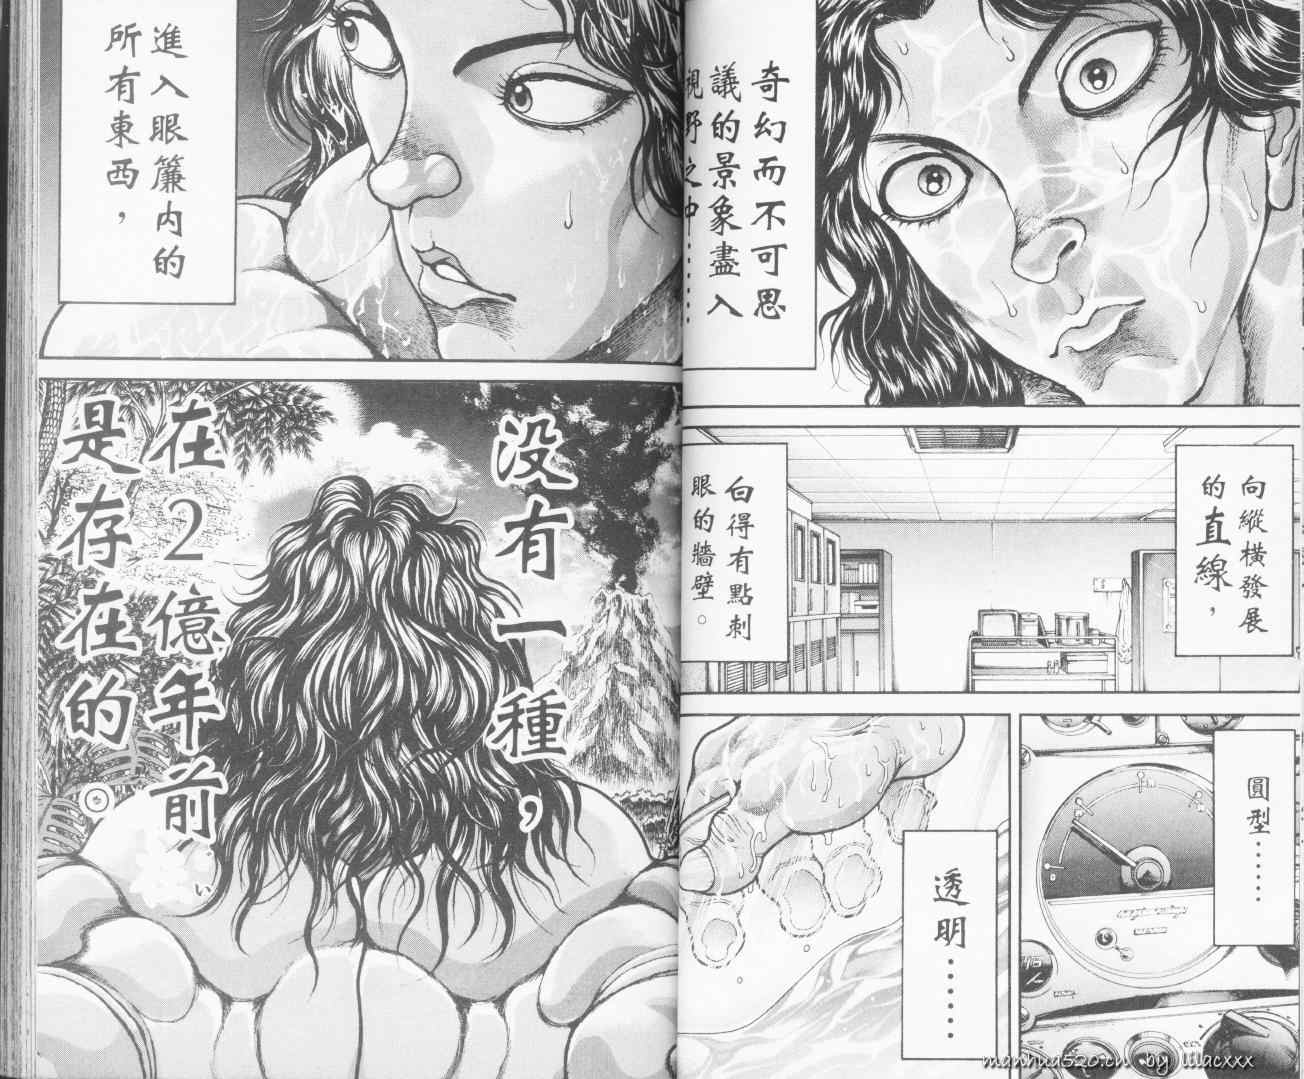 奇幻而不可思
議的景象盡入
視野之中……
向縱橫發展
的直線，
白得有點刺
眼的牆壁。
圓型……
透明……
進入眼簾內的
所有東西，
沒有一種，
在2億年前
是存在的。
manhua520.cn by lilacxxx